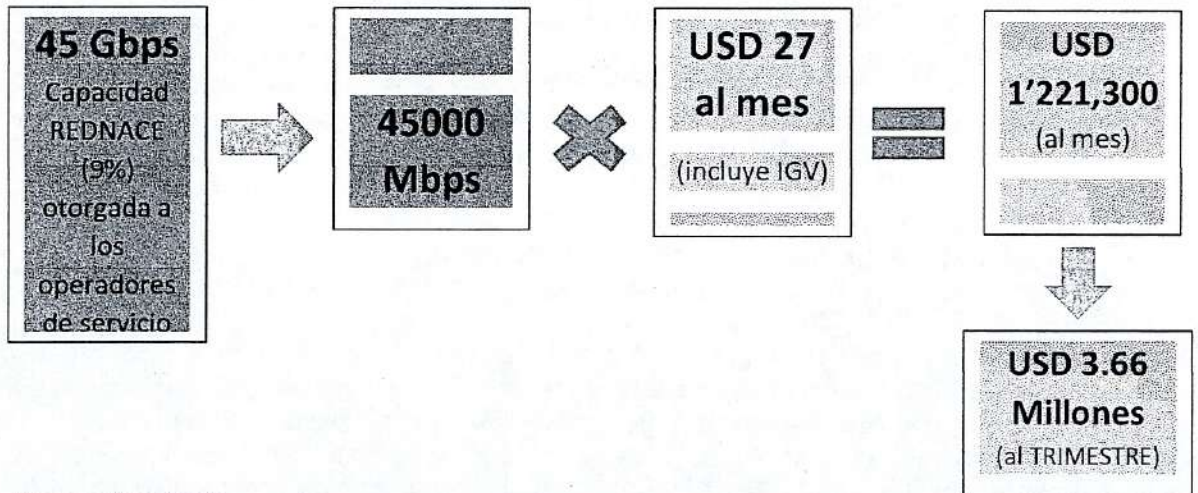 45 Gbps
Capacidad
REDNACE
(9%)
otorgada a
los
operadores
de servicio
45000
Mbps
USD 27
al mes
(incluye IGV)
USD
1’221,300
(al mes)
USD 3.66
Millones
(al TRIMESTRE)